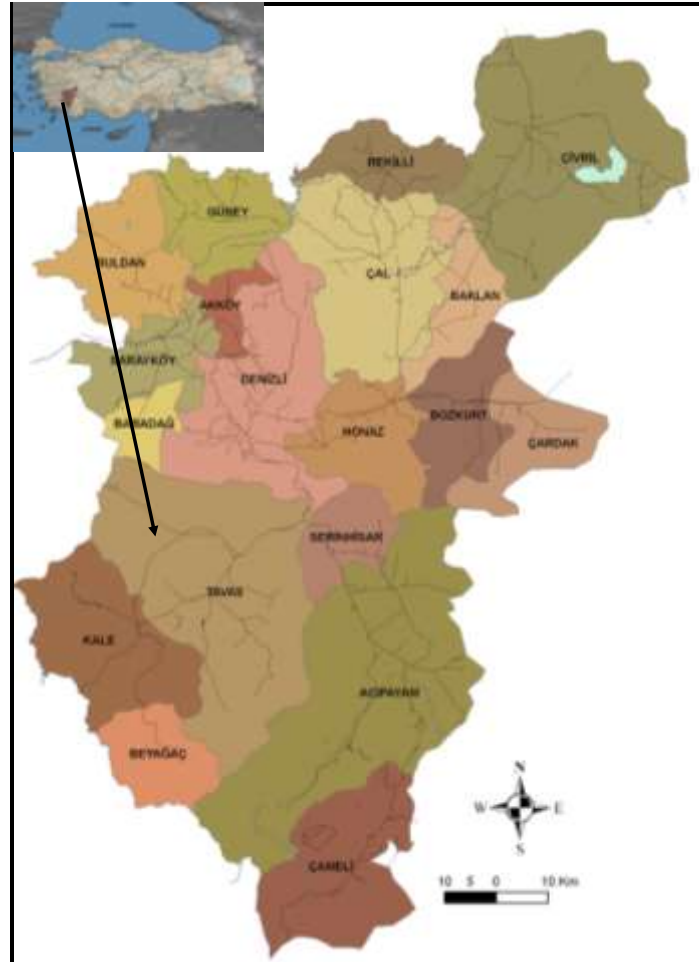 BEKİLLİ
ÇİVRİL
GÜNEY
BULDAN
ÇAL
BAKLAN
AKKÖY
SARAYKÖY
DENİZLİ
BABADAĞ
HONAZ
BOZKURT
ÇARDAK
SERİNHİSAR
TAVAS
KALE
ACIPAYAM
BEYAĞAÇ
N
W E
S
ÇAMELİ
10 5 0 10 Km